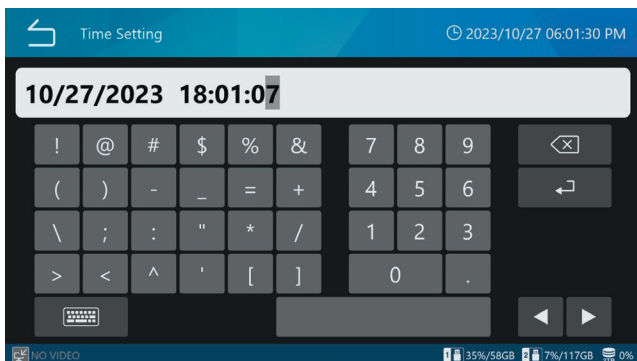 Time Setting 2023/10/27 06:01:30 PM
10/27/2023 18:01:07
! @ # $ % & 7 8 9
( ) - _ = + 4 5 6
\ ; : " * / 1 2 3
> < ^ ' [ ] 0 .
NO VIDEO 1 35%/58GB 2 7%/117GB 0%